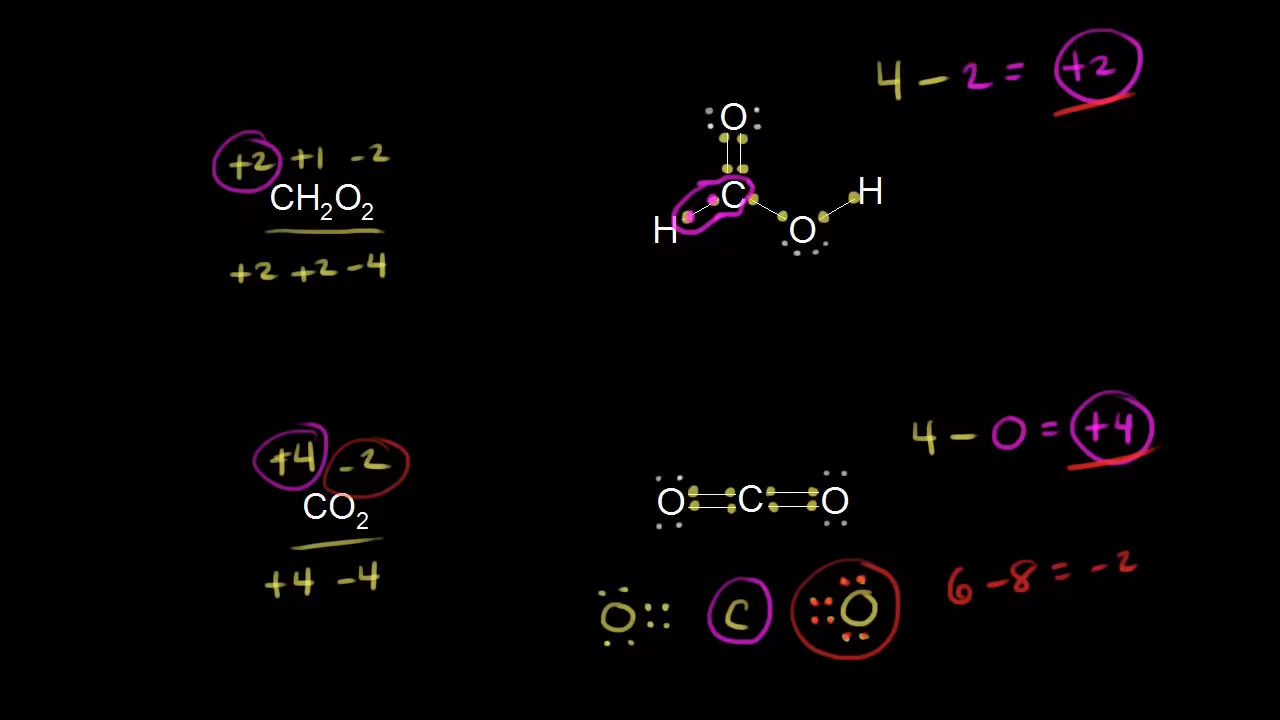 4 - 2 = +2
+2 +1 -2
CH₂O₂
+2 +2 -4
O
C
H
O
H
4 - 0 = +4
+4 -2
CO₂
+4 -4
O C O
O C O
6 - 8 = -2